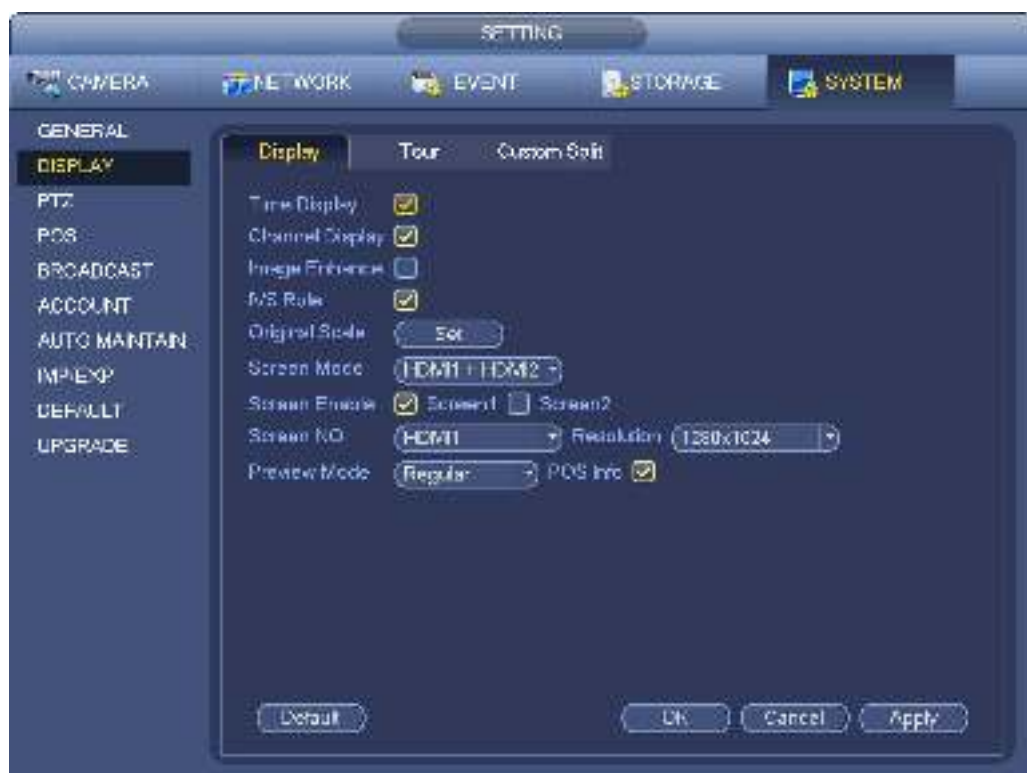 SETTING
CAMERA NETWORK EVENT STORAGE SYSTEM
GENERAL
DISPLAY
PTZ
POS
BROADCAST
ACCOUNT
AUTO MAINTAIN
IMP/EXP
DEFAULT
UPGRADE
Display Tour Custom Split
Time Display
Channel Display
Image Enhance
IVS Rule
Original Scale Set
Screen Mode HDMI1 + HDMI2
Screen Enable Screen1 Screen2
Screen NO. HDMI1 Resolution 1280x1024
Preview Mode Regular POS Info
Default OK Cancel Apply